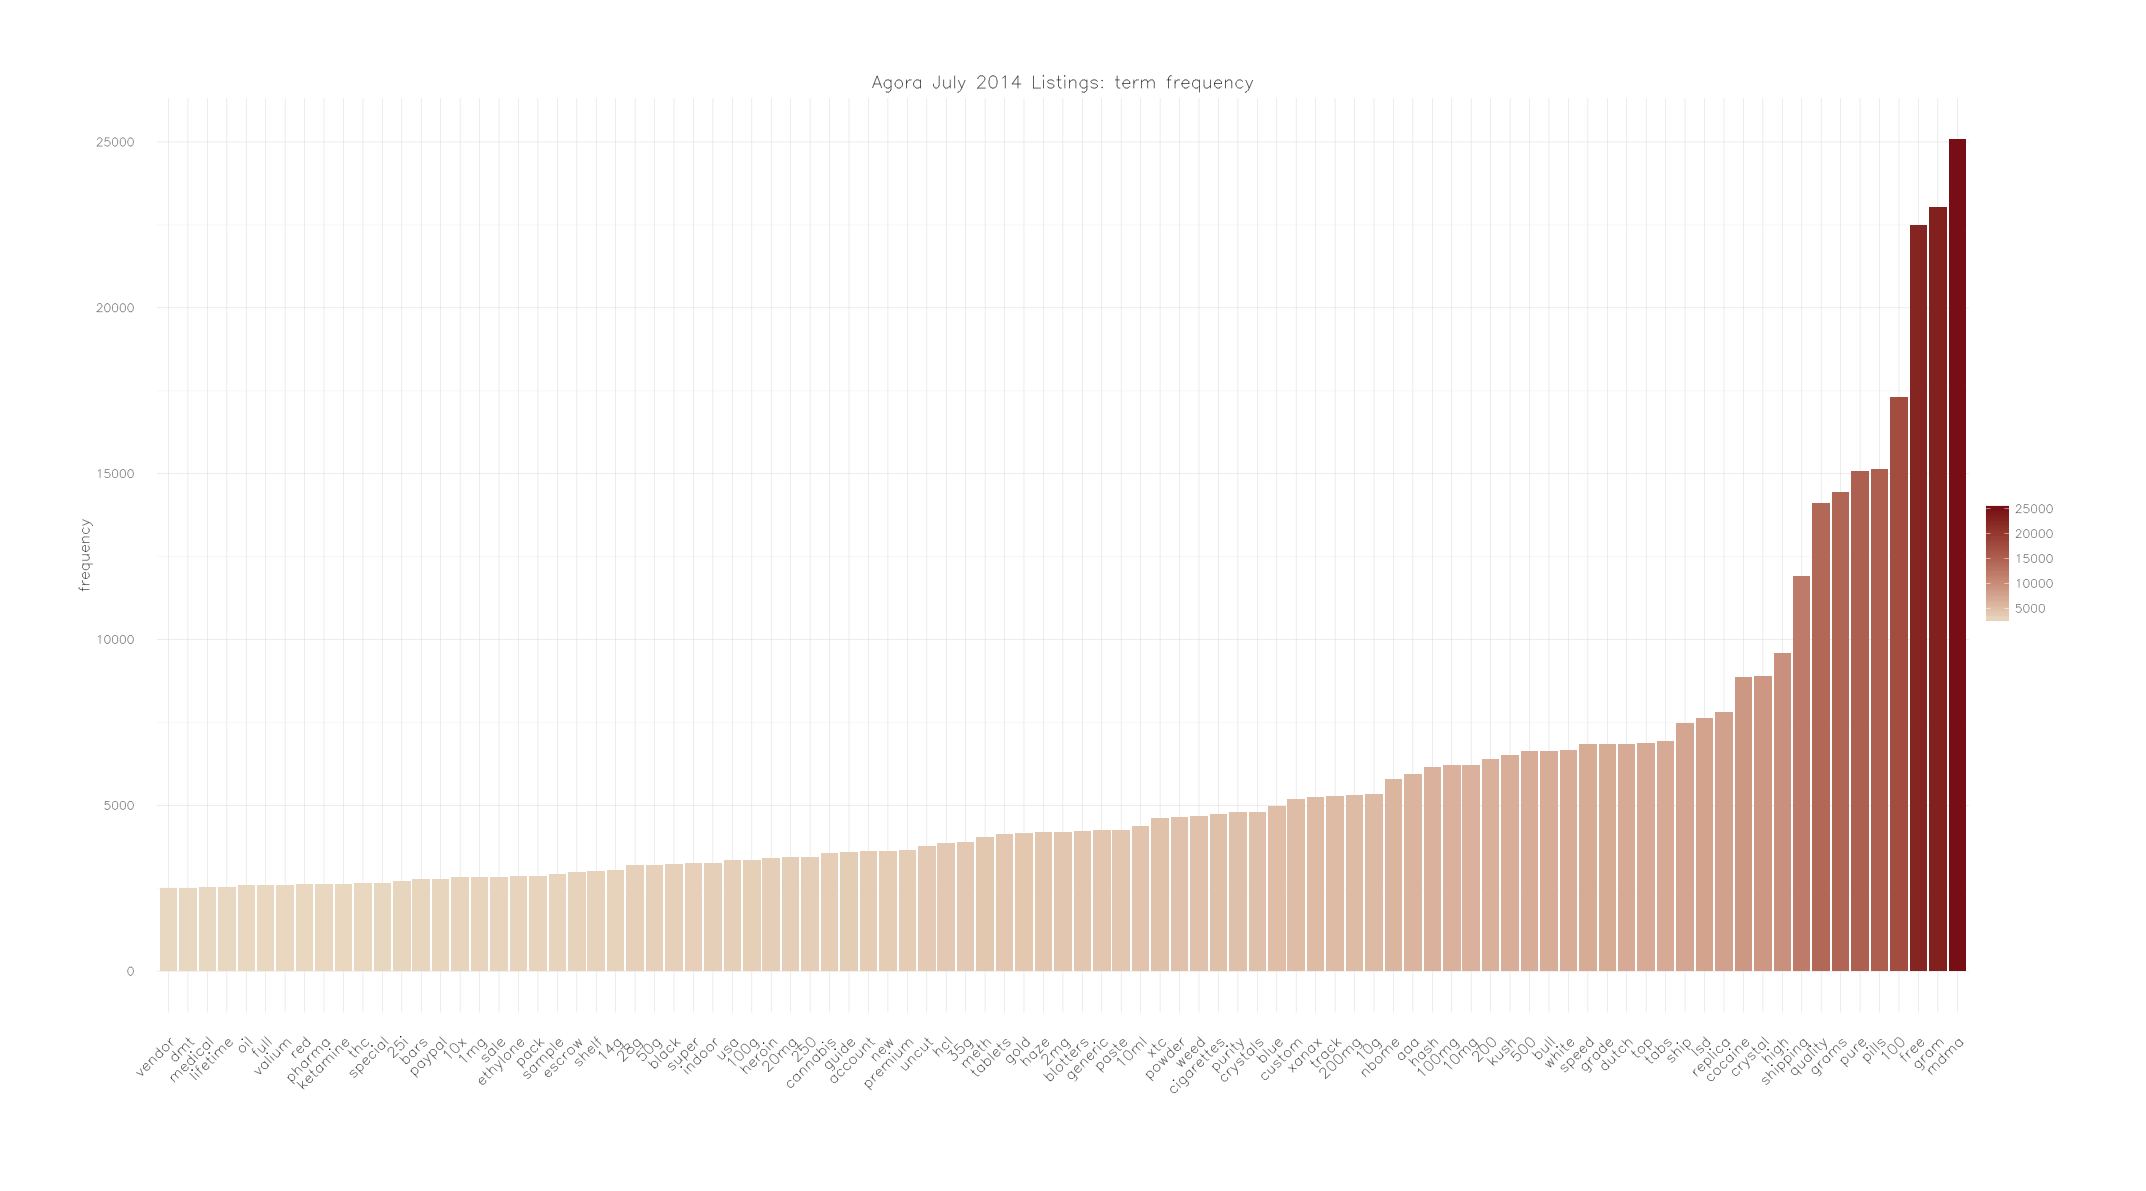 Agora July 2014 Listings: term frequency
frequency
25000
20000
15000
10000
5000
0
25000
20000
15000
10000
5000
vendor
dmt
medical
lifetime
oil
full
valium
red
pharma
ketamine
thc
special
25i
bars
paypal
10x
1mg
sale
ethylone
pack
sample
escrow
shelf
14g
28g
50g
black
super
indoor
usa
100g
heroin
20mg
250
cannabis
guide
account
new
premium
uncut
hcl
35g
meth
tablets
gold
haze
2mg
blotters
generic
paste
10ml
xtc
powder
weed
cigarettes
purity
crystals
blue
custom
xanax
track
200mg
10g
nbome
aaa
hash
100mg
10mg
200
kush
500
bull
white
speed
grade
dutch
top
tabs
ship
lsd
replica
cocaine
crystal
high
shipping
quality
grams
pure
pills
100
free
gram
mdma